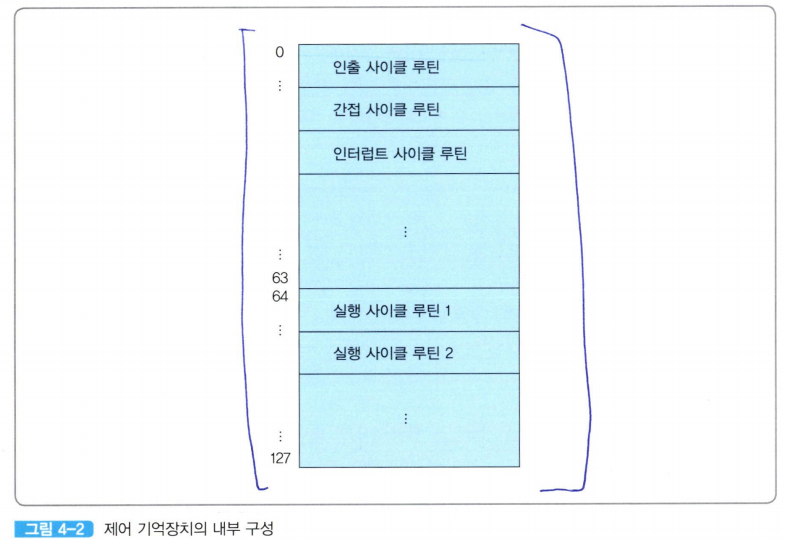 0
인출 사이클 루틴
⋮
간접 사이클 루틴
인터럽트 사이클 루틴
⋮
⋮
63
64
실행 사이클 루틴 1
⋮
실행 사이클 루틴 2
⋮
⋮
127
그림 4-2 제어 기억장치의 내부 구성